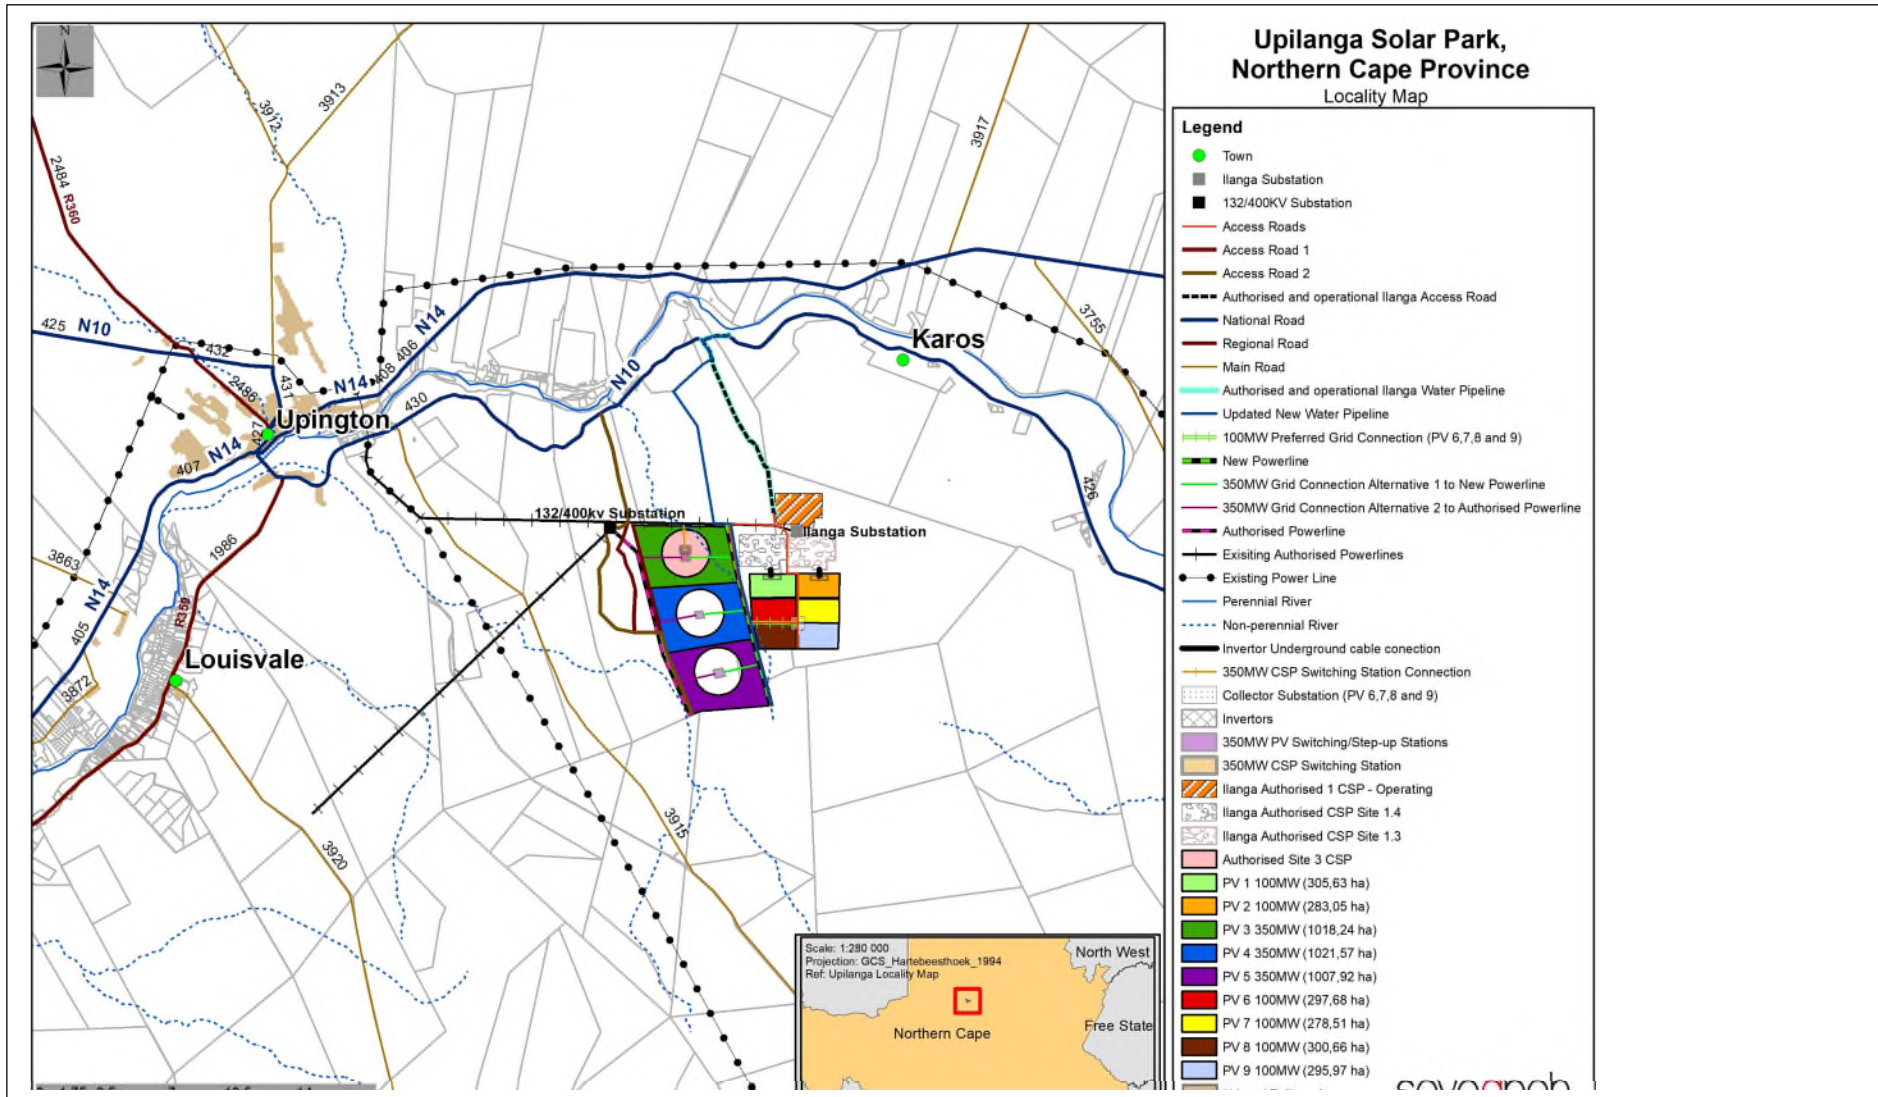 Upilanga Solar Park,
Northern Cape Province
Locality Map
Legend
Town
Ilanga Substation
132/400KV Substation
Access Roads
Access Road 1
Access Road 2
Authorised and operational Ilanga Access Road
National Road
Regional Road
Main Road
Authorised and operational Ilanga Water Pipeline
Updated New Water Pipeline
100MW Preferred Grid Connection (PV 6,7,8 and 9)
New Powerline
350MW Grid Connection Alternative 1 to New Powerline
350MW Grid Connection Alternative 2 to Authorised Powerline
Authorised Powerline
Exisiting Authorised Powerlines
Existing Power Line
Perennial River
Non-perennial River
Invertor Underground cable conection
350MW CSP Switching Station Connection
Collector Substation (PV 6,7,8 and 9)
Invertors
350MW PV Switching/Step-up Stations
350MW CSP Switching Station
Ilanga Authorised 1 CSP - Operating
Ilanga Authorised CSP Site 1.4
Ilanga Authorised CSP Site 1.3
Authorised Site 3 CSP
PV 1 100MW (305,63 ha)
PV 2 100MW (283,05 ha)
PV 3 350MW (1018,24 ha)
PV 4 350MW (1021,57 ha)
PV 5 350MW (1007,92 ha)
PV 6 100MW (297,68 ha)
PV 7 100MW (278,51 ha)
PV 8 100MW (300,66 ha)
PV 9 100MW (295,97 ha)
N
3912
3913
3917
2484
R360
425
N10
432
431
2486
427
Upington
N14
408
406
N14
430
N10
407
N14
Karos
3755
426
132/400kv Substation
Ilanga Substation
1986
3863
N14
405
R359
Louisvale
3872
3920
3915
Scale: 1:280 000
Projection: GCS_Hartebeesthoek_1994
Ref: Upilanga Locality Map
North West
Northern Cape
Free State